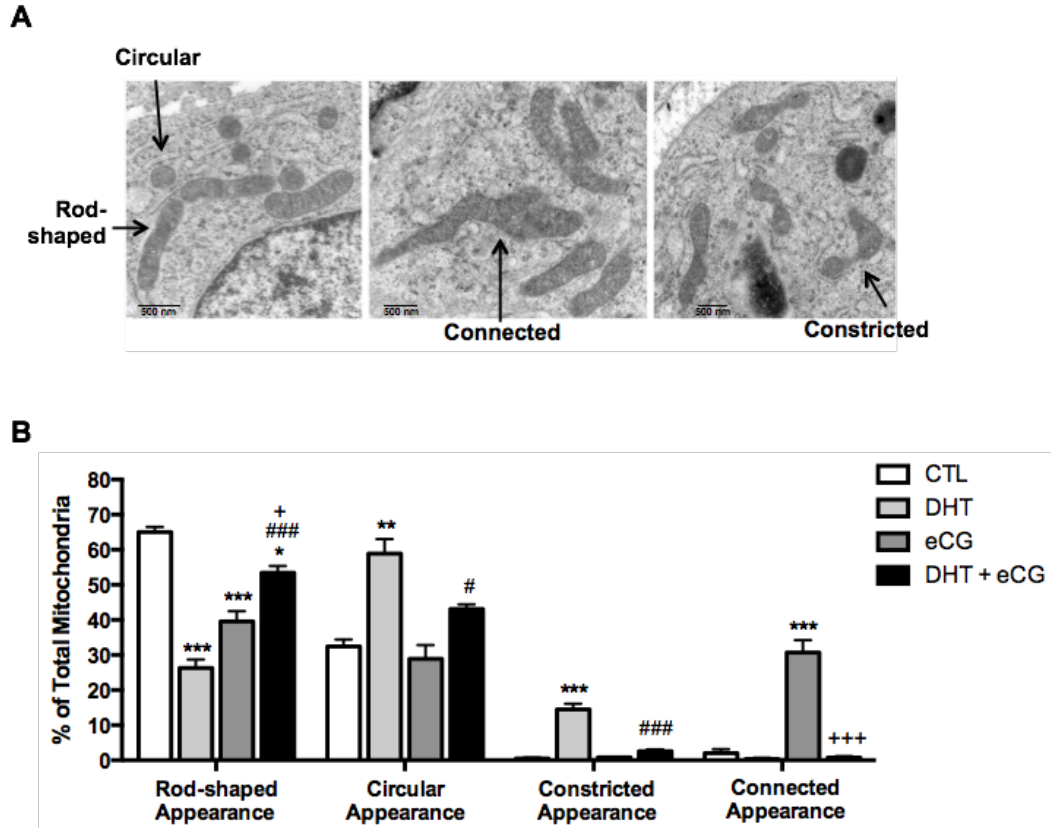 A
Circular
Rod-
shaped
500 nm
500 nm
500 nm
Connected
Constricted
B
% of Total Mitochondria
80
70
60
50
40
30
20
10
0
***
***
+
###
*
**
#
***
###
***
+++
CTL
DHT
eCG
DHT + eCG
Rod-shaped
Appearance
Circular
Appearance
Constricted
Appearance
Connected
Appearance